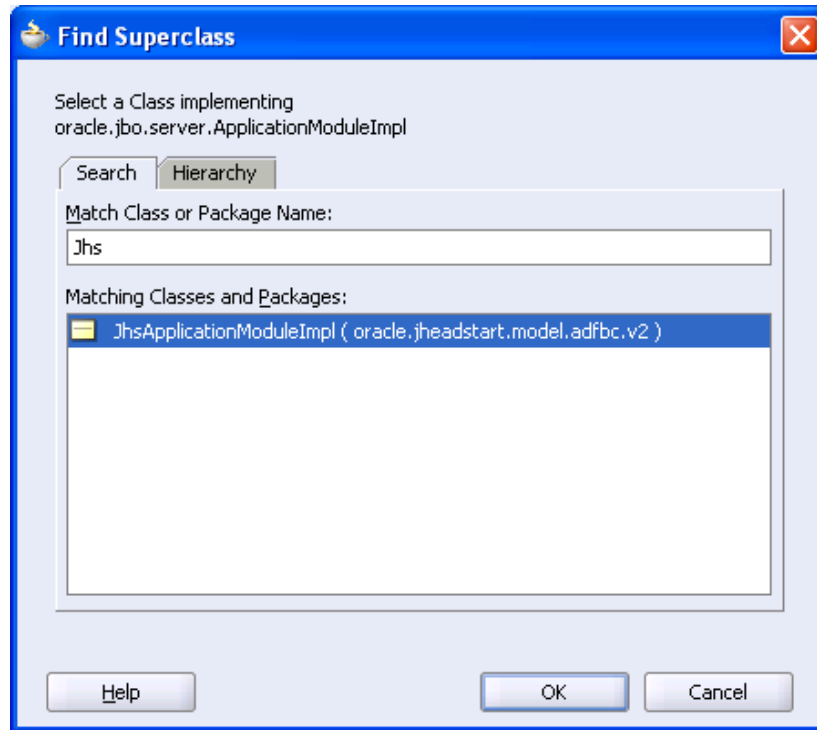 Find Superclass
Select a Class implementing
oracle.jbo.server.ApplicationModuleImpl
Search
Hierarchy
Match Class or Package Name:
Jhs
Matching Classes and Packages:
JhsApplicationModuleImpl ( oracle.jheadstart.model.adfbc.v2 )
Help
OK
Cancel